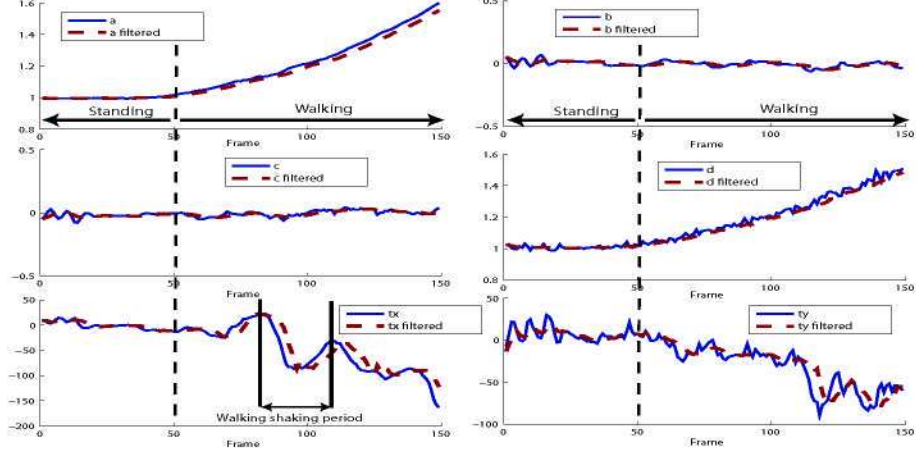 1.6
1.4
1.2
1
0.8
a
a filtered
Standing
Walking
0
50
100
150
Frame
0.5
0
−0.5
b
b filtered
Standing
Walking
0
50
100
150
Frame
0.5
0
−0.5
c
c filtered
0
50
100
150
Frame
1.6
1.4
1.2
1
0.8
d
d filtered
0
50
100
150
Frame
50
0
−50
−100
−150
−200
tx
tx filtered
Walking shaking period
0
50
100
150
Frame
50
0
−50
−100
ty
ty filtered
0
50
100
150
Frame